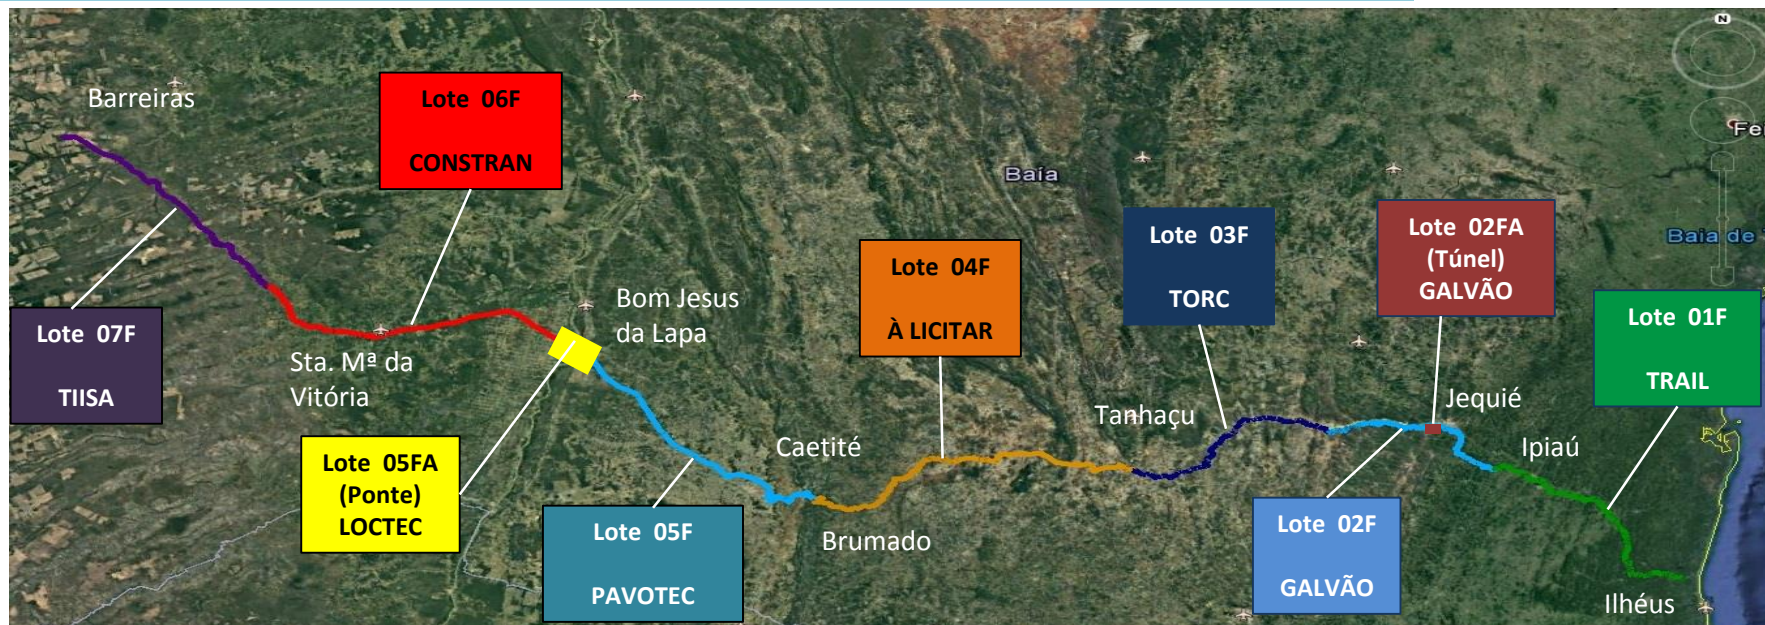 N
Barreiras
Lote 06F
CONSTRAN
Fei
Baía
Lote 03F
TORC
Lote 02FA
(Túnel)
GALVÃO
Baia de
Lote 04F
À LICITAR
Bom Jesus
da Lapa
Lote 01F
TRAIL
Lote 07F
TIISA
Sta. Mª da
Vitória
Jequié
Tanhaçu
Caetité
Ipiaú
Lote 05FA
(Ponte)
LOCTEC
Lote 05F
PAVOTEC
Brumado
Lote 02F
GALVÃO
Ilhéus